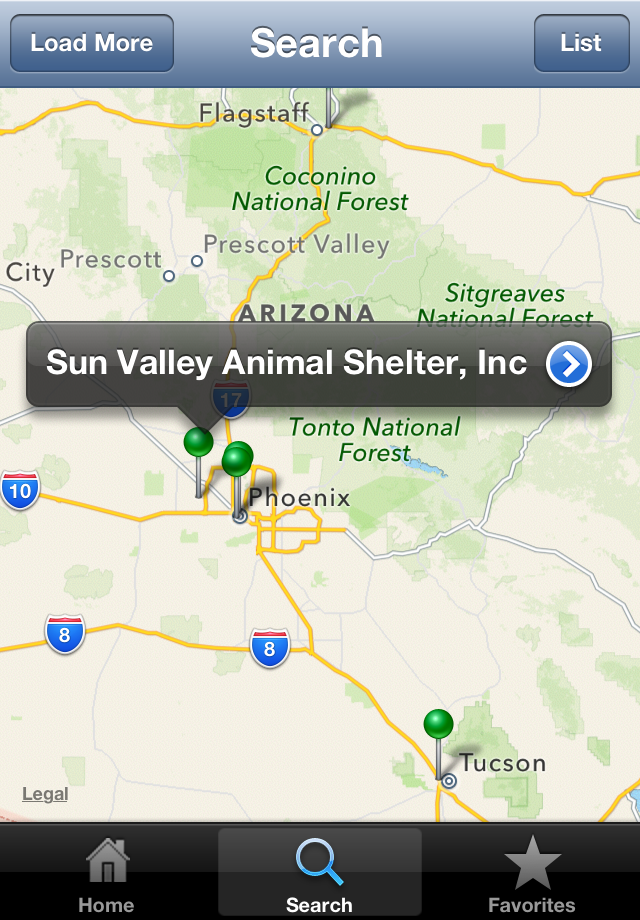 Load More
Search
List
Flagstaff
Coconino
National Forest
Prescott Valley
Prescott
City
ARIZONA
Sitgreaves
National Forest
Sun Valley Animal Shelter, Inc
17
Tonto National
Forest
10
Phoenix
8
8
Tucson
Legal
Home
Search
Favorites